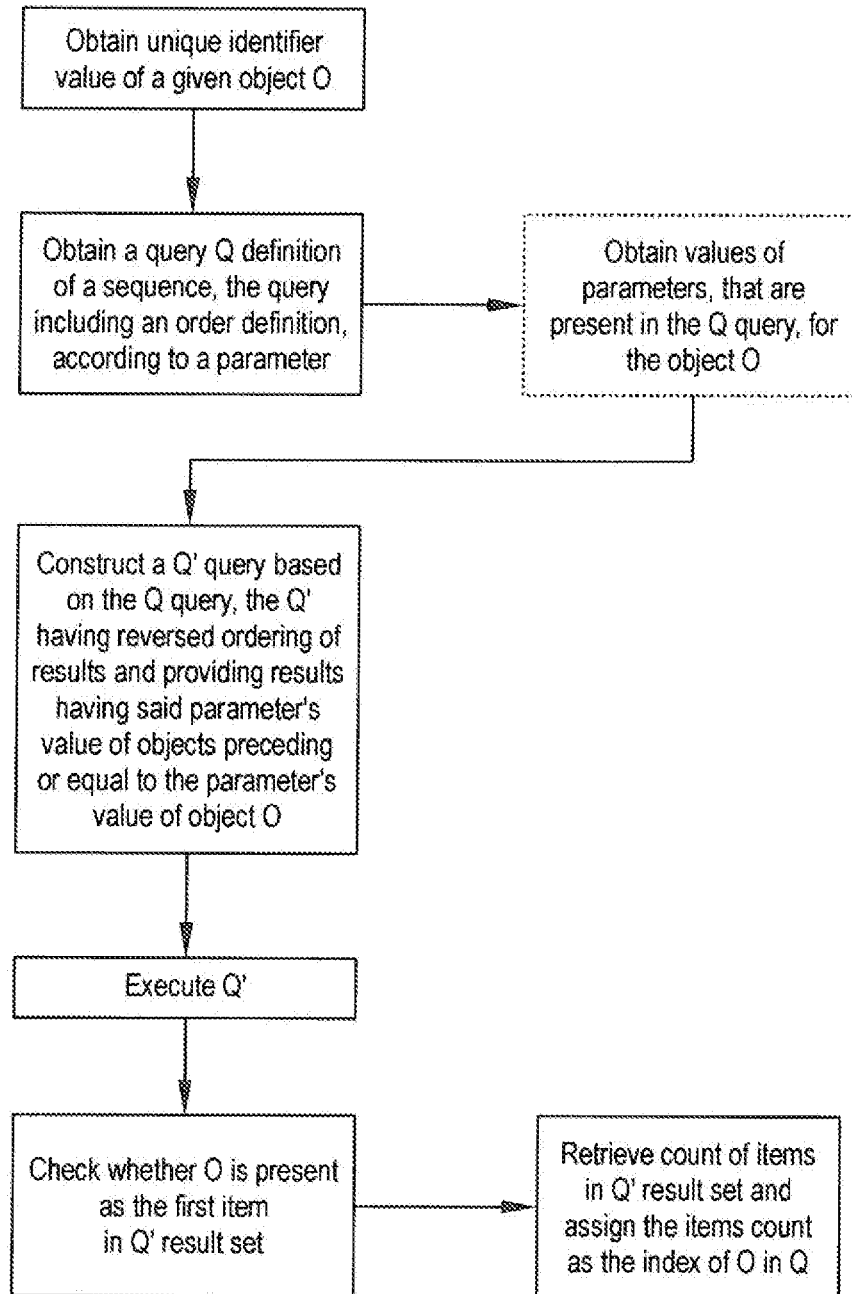 Obtain unique identifier
value of a given object O
Obtain a query Q definition
of a sequence, the query
including an order definition,
according to a parameter
Obtain values of
parameters, that are
present in the Q query, for
the object O
Construct a Q' query based
on the Q query, the Q'
having reversed ordering of
results and providing results
having said parameter's
value of objects preceding
or equal to the parameter's
value of object O
Execute Q'
Check whether O is present
as the first item
in Q' result set
Retrieve count of items
in Q' result set and
assign the items count
as the index of O in Q